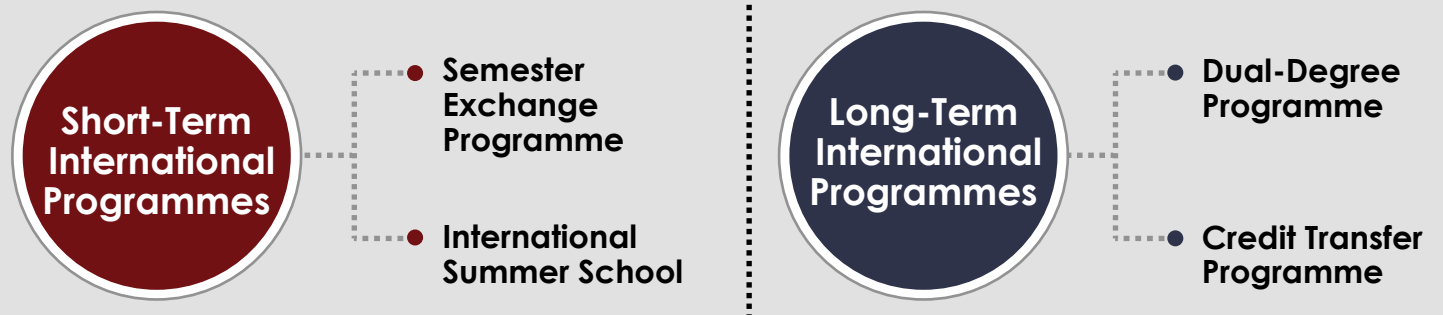 Short-Term
International
Programmes
Semester
Exchange
Programme
International
Summer School
Long-Term
International
Programmes
Dual-Degree
Programme
Credit Transfer
Programme